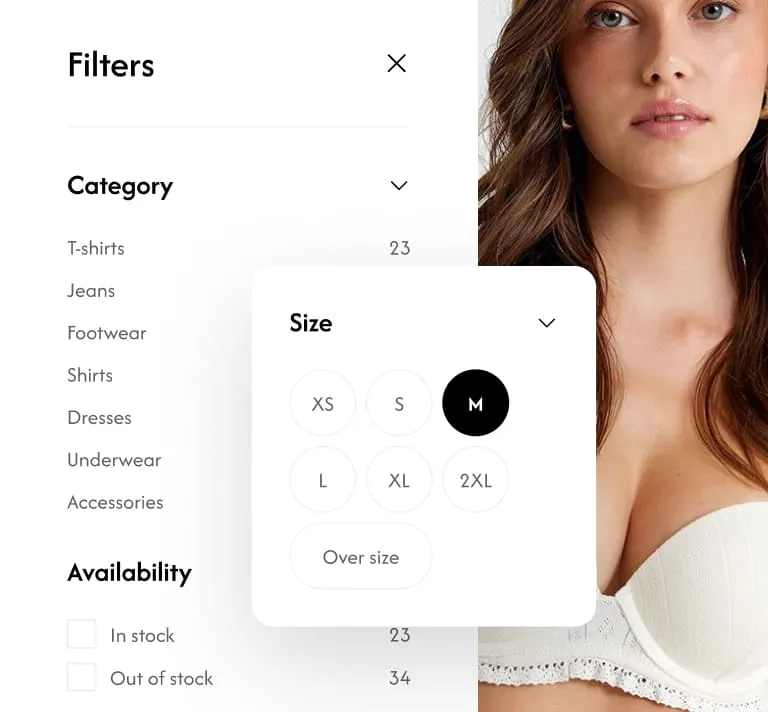 Filters
Category
T-shirts 23
Jeans
Footwear
Shirts
Dresses
Underwear
Accessories
Size
XS S M
L XL 2XL
Over size
Availability
In stock 23
Out of stock 34